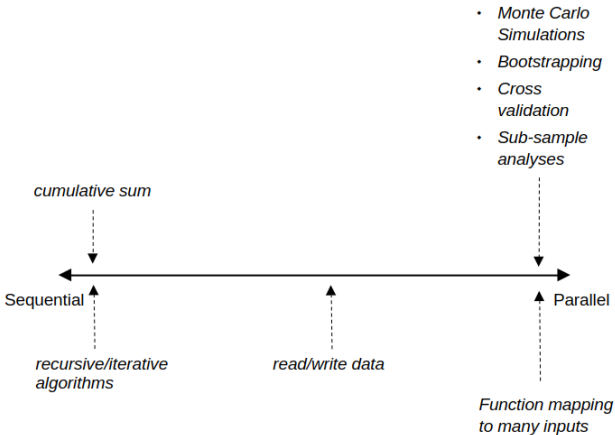 • Monte Carlo
Simulations
• Bootstrapping
• Cross
validation
• Sub-sample
analyses
cumulative sum
Sequential
Parallel
recursive/iterative
algorithms
read/write data
Function mapping
to many inputs